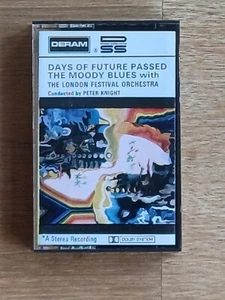 DERAM DSS
DAYS OF FUTURE PASSED
THE MOODY BLUES with
THE LONDON FESTIVAL ORCHESTRA
Conducted by PETER KNIGHT
*A Stereo Recording DOLBY SYSTEM